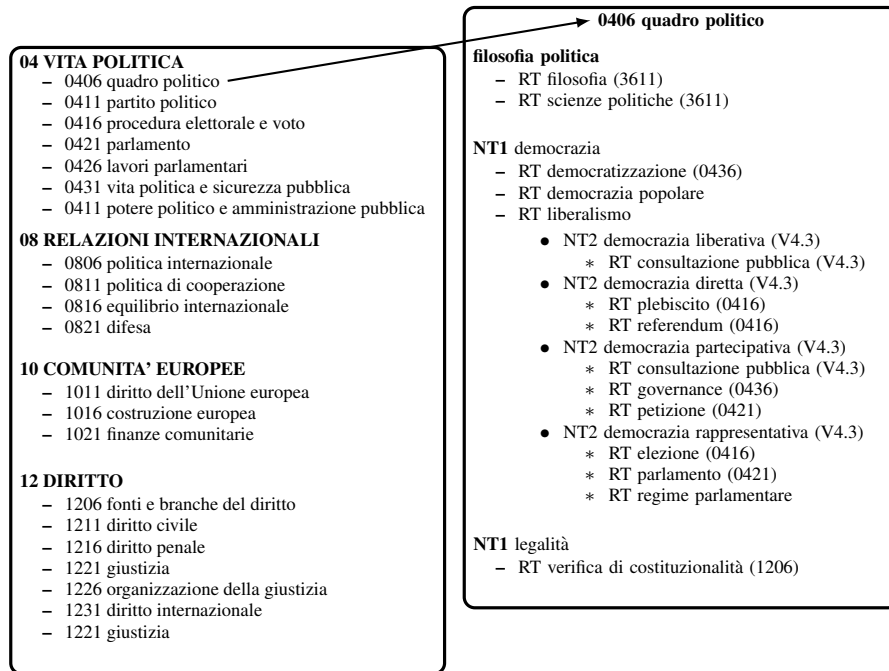 04 VITA POLITICA
– 0406 quadro politico
– 0411 partito politico
– 0416 procedura elettorale e voto
– 0421 parlamento
– 0426 lavori parlamentari
– 0431 vita politica e sicurezza pubblica
– 0411 potere politico e amministrazione pubblica
08 RELAZIONI INTERNAZIONALI
– 0806 politica internazionale
– 0811 politica di cooperazione
– 0816 equilibrio internazionale
– 0821 difesa
10 COMUNITA' EUROPEE
– 1011 diritto dell'Unione europea
– 1016 costruzione europea
– 1021 finanze comunitarie
12 DIRITTO
– 1206 fonti e branche del diritto
– 1211 diritto civile
– 1216 diritto penale
– 1221 giustizia
– 1226 organizzazione della giustizia
– 1231 diritto internazionale
– 1221 giustizia
0406 quadro politico
filosofia politica
– RT filosofia (3611)
– RT scienze politiche (3611)
NT1 democrazia
– RT democratizzazione (0436)
– RT democrazia popolare
– RT liberalismo
• NT2 democrazia liberativa (V4.3)
∗ RT consultazione pubblica (V4.3)
• NT2 democrazia diretta (V4.3)
∗ RT plebiscito (0416)
∗ RT referendum (0416)
• NT2 democrazia partecipativa (V4.3)
∗ RT consultazione pubblica (V4.3)
∗ RT governance (0436)
∗ RT petizione (0421)
• NT2 democrazia rappresentativa (V4.3)
∗ RT elezione (0416)
∗ RT parlamento (0421)
∗ RT regime parlamentare
NT1 legalità
– RT verifica di costituzionalità (1206)